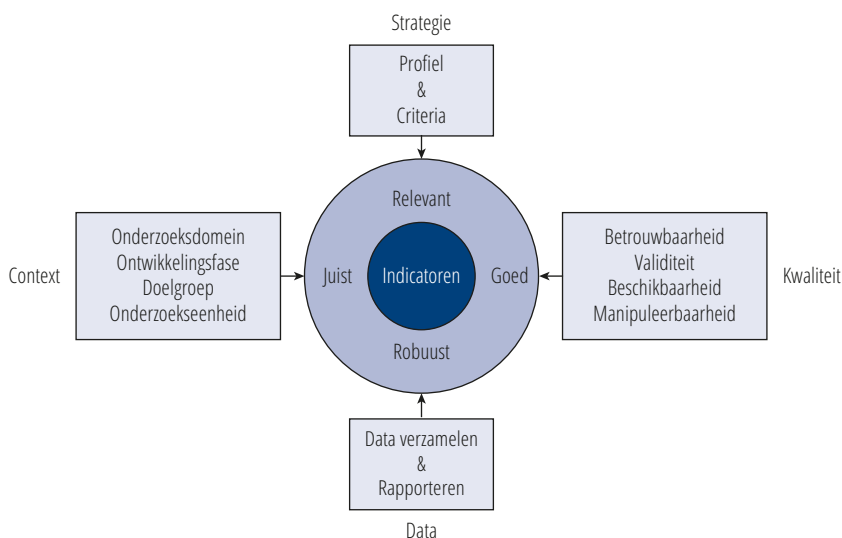 Strategie
Profiel
&
Criteria
Relevant
Context
Onderzoeksdomein
Ontwikkelingsfase
Doelgroep
Onderzoekseenheid
Juist
Indicatoren
Goed
Betrouwbaarheid
Validiteit
Beschikbaarheid
Manipuleerbaarheid
Kwaliteit
Robuust
Data verzamelen
&
Rapporteren
Data